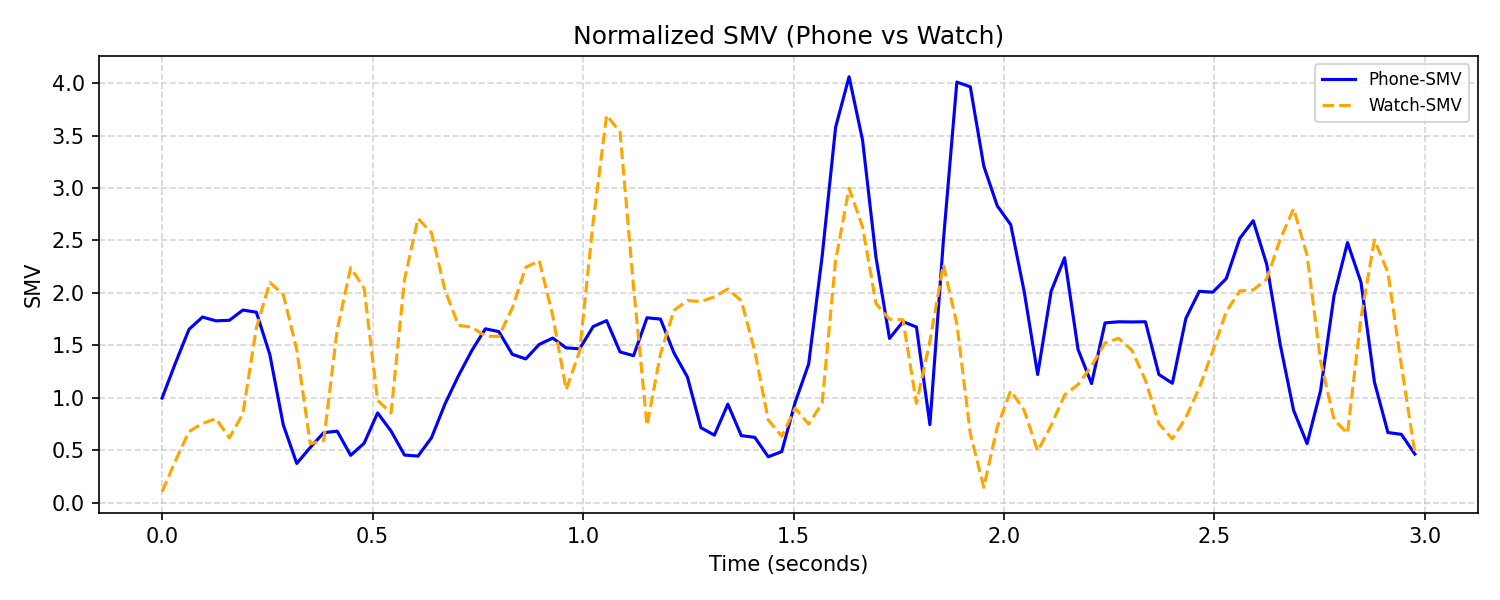 Normalized SMV (Phone vs Watch)
Phone-SMV
Watch-SMV
4.0
3.5
3.0
2.5
2.0
1.5
1.0
0.5
0.0
SMV
0.0 0.5 1.0 1.5 2.0 2.5 3.0
Time (seconds)